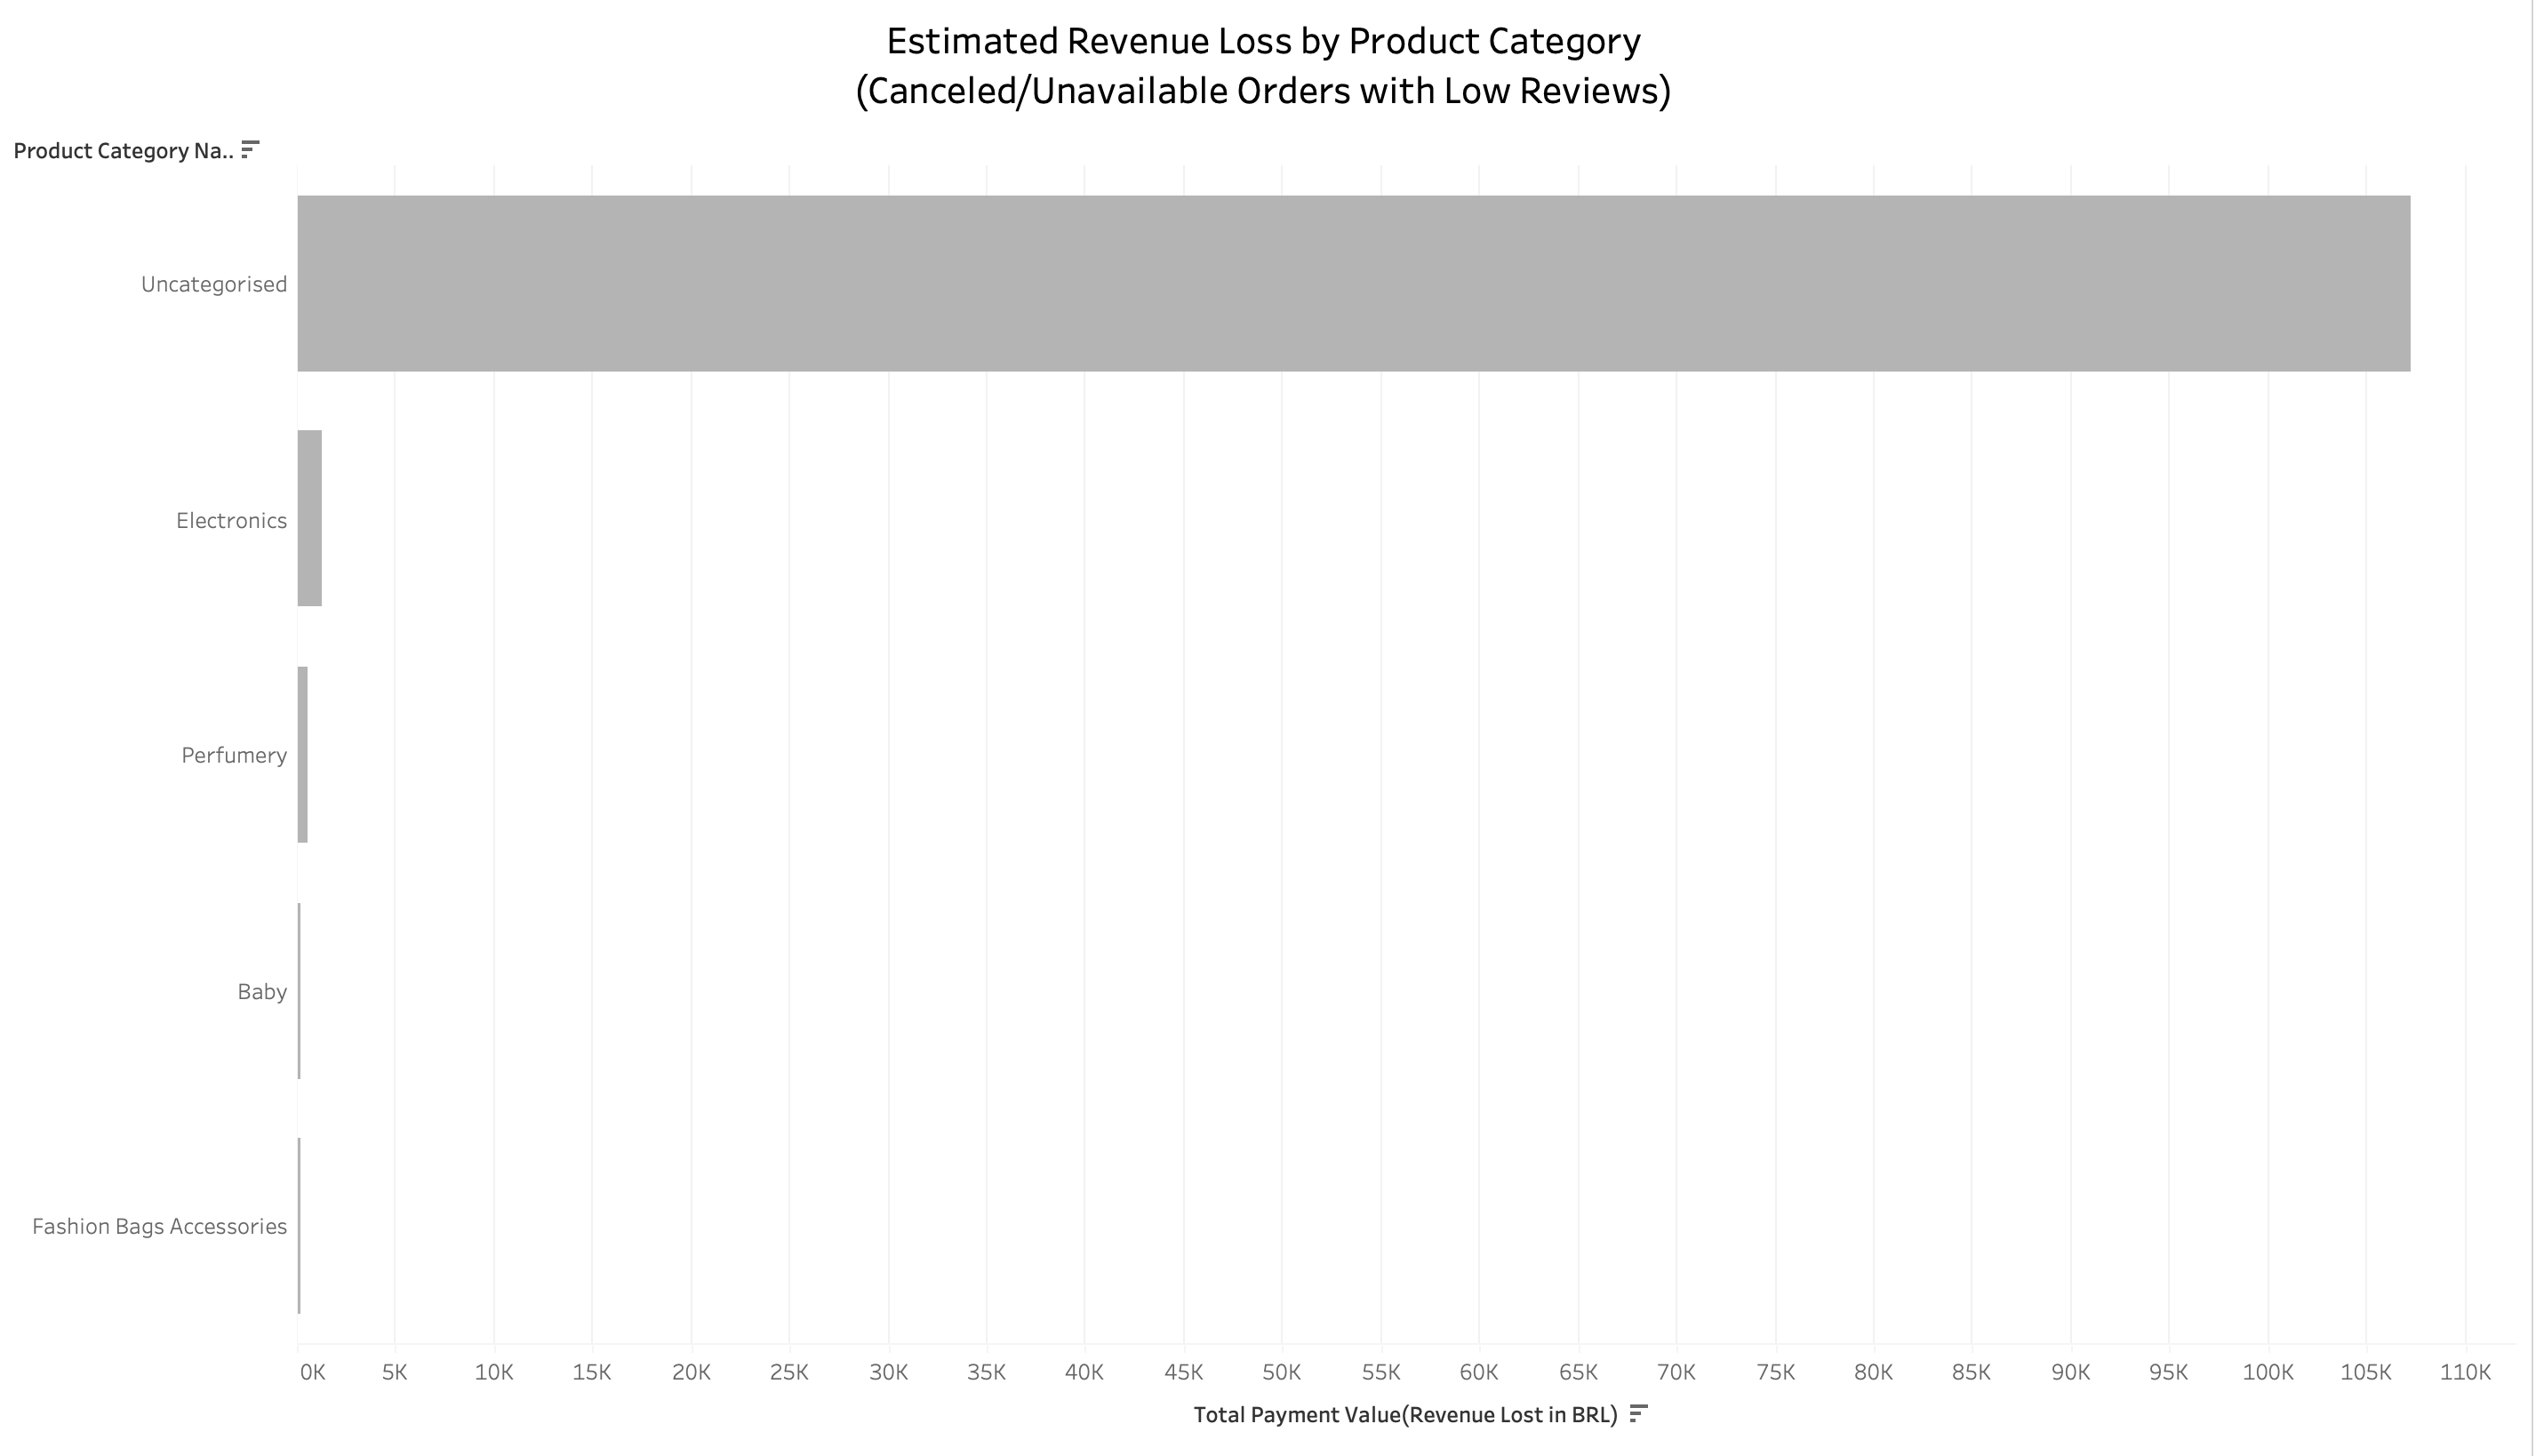 Estimated Revenue Loss by Product Category
(Canceled/Unavailable Orders with Low Reviews)
Product Category Na..
Uncategorised
Electronics
Perfumery
Baby
Fashion Bags Accessories
0K 5K 10K 15K 20K 25K 30K 35K 40K 45K 50K 55K 60K 65K 70K 75K 80K 85K 90K 95K 100K 105K 110K
Total Payment Value(Revenue Lost in BRL)